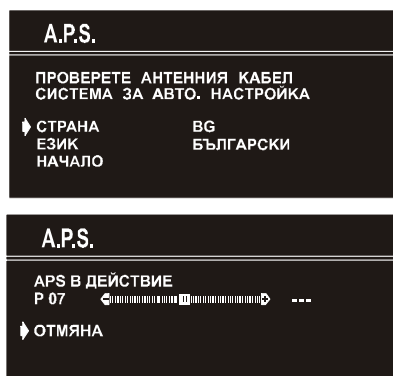 A.P.S.
ПРОВЕРЕТЕ АНТЕННИЯ КАБЕЛ
СИСТЕМА ЗА АВТО. НАСТРОЙКА
СТРАНА BG
ЕЗИК БЪЛГАРСКИ
НАЧАЛО
A.P.S.
APS В ДЕЙСТВИЕ
P 07 ---
ОТМЯНА